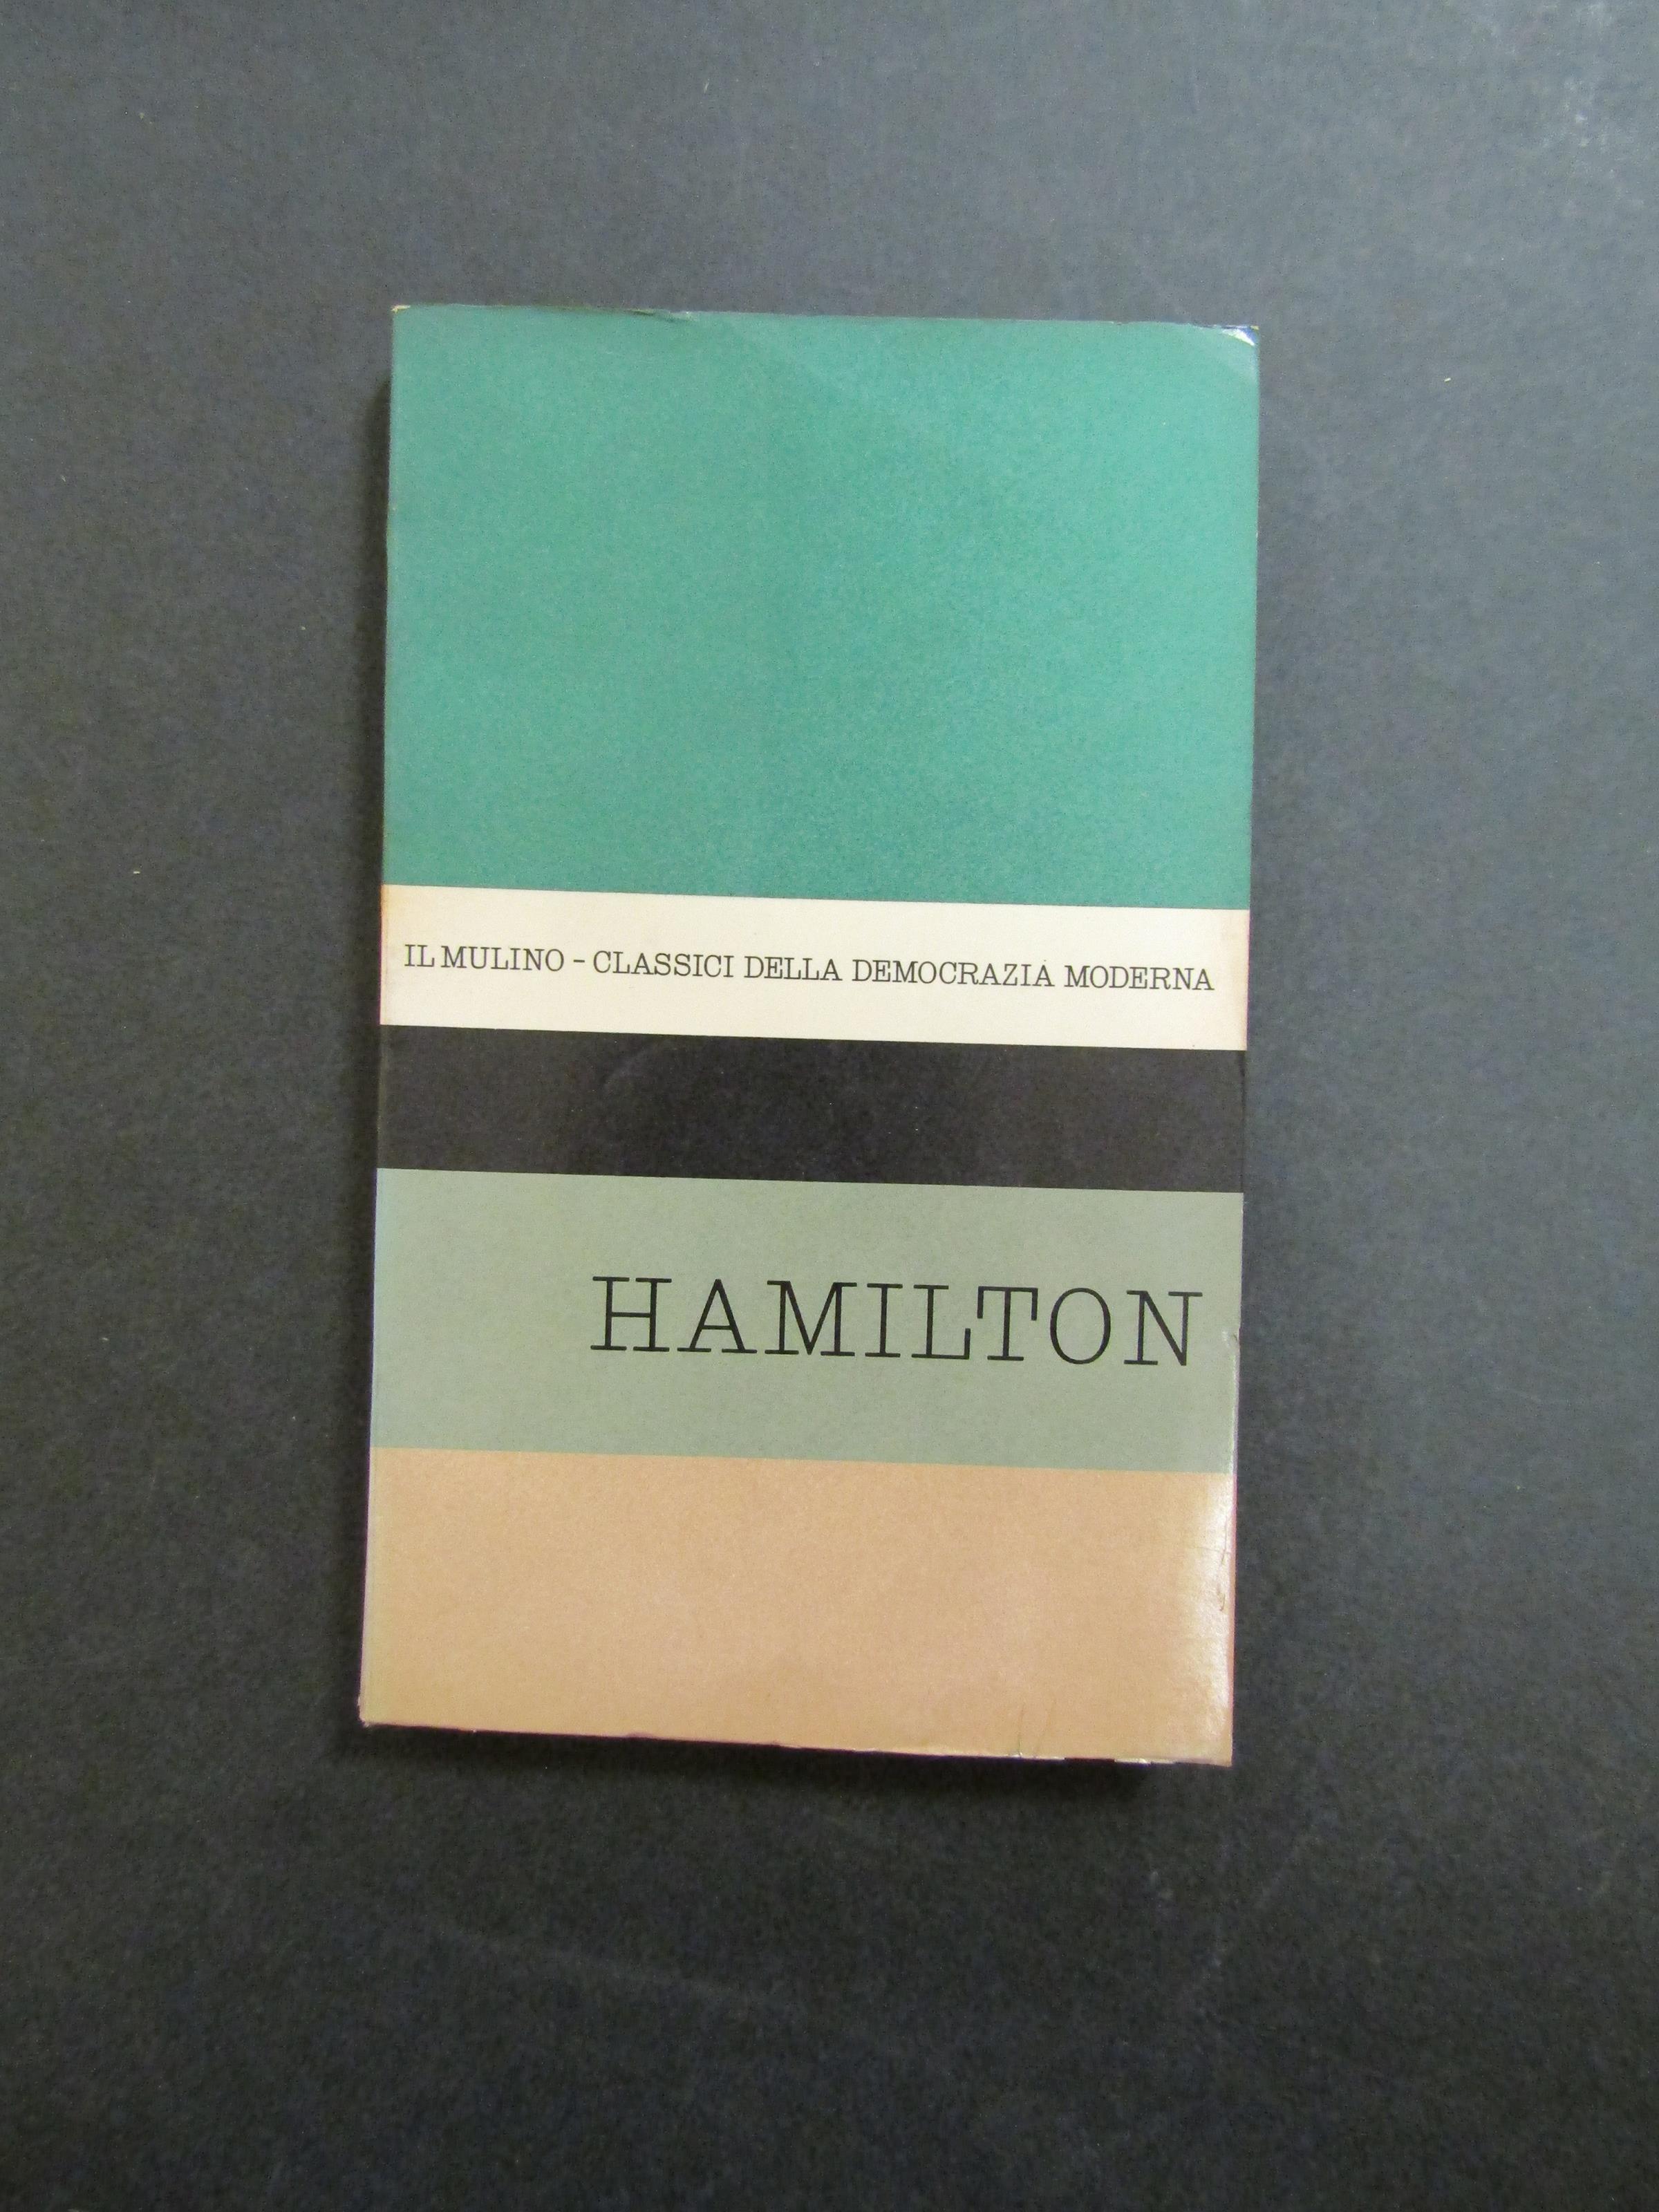 IL MULINO - CLASSICI DELLA DEMOCRAZIA MODERNA
HAMILTON